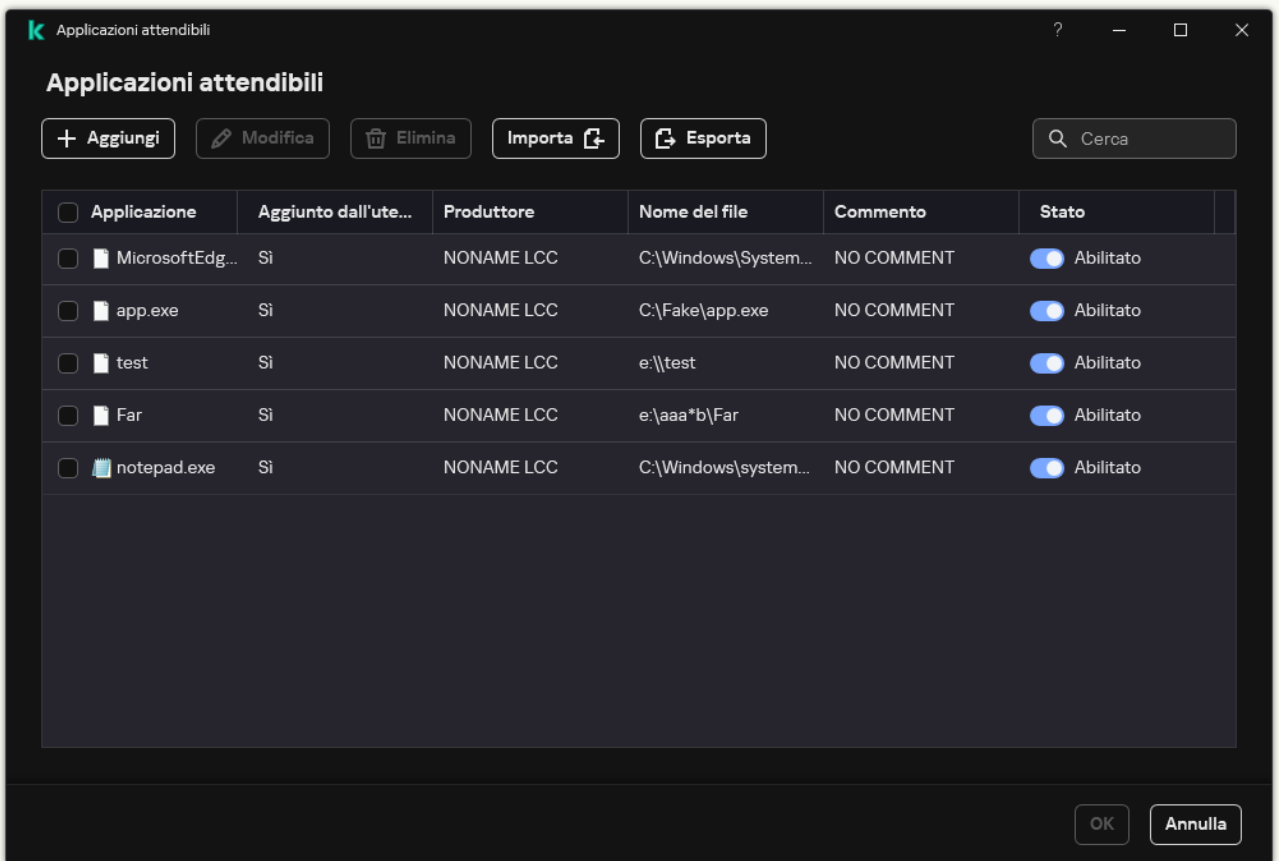 Applicazioni attendibili
?
Applicazioni attendibili
Aggiungi Modifica Elimina Importa Esporta Cerca
Applicazione Aggiunto dall'ute... Produttore Nome del file Commento Stato
MicrosoftEdg... Sì NONAME LCC C:\Windows\System... NO COMMENT Abilitato
app.exe Sì NONAME LCC C:\Fake\app.exe NO COMMENT Abilitato
test Sì NONAME LCC e:\\test NO COMMENT Abilitato
Far Sì NONAME LCC e:\aaa*b\Far NO COMMENT Abilitato
notepad.exe Sì NONAME LCC C:\Windows\system... NO COMMENT Abilitato
OK Annulla